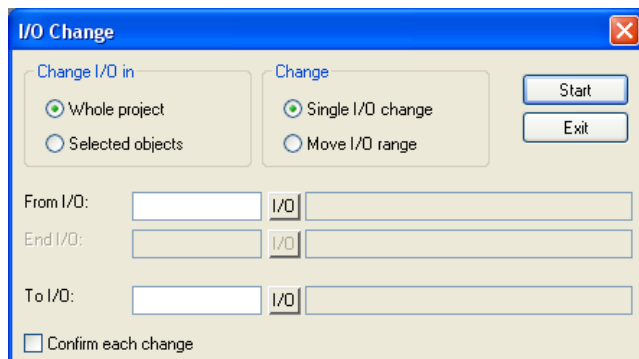 I/O Change
Change I/O in
Whole project
Selected objects
Change
Single I/O change
Move I/O range
Start
Exit
From I/O: I/O
End I/O: I/O
To I/O: I/O
Confirm each change